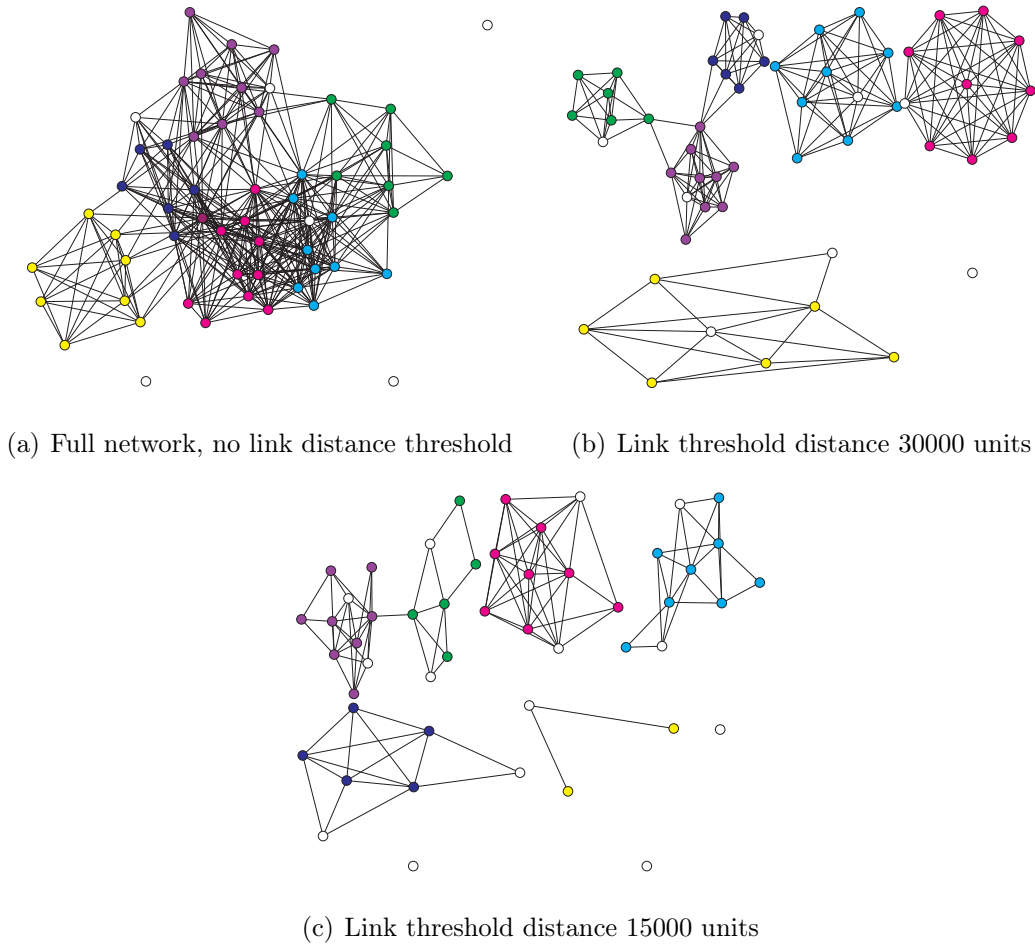 (a) Full network, no link distance threshold
(b) Link threshold distance 30000 units
(c) Link threshold distance 15000 units